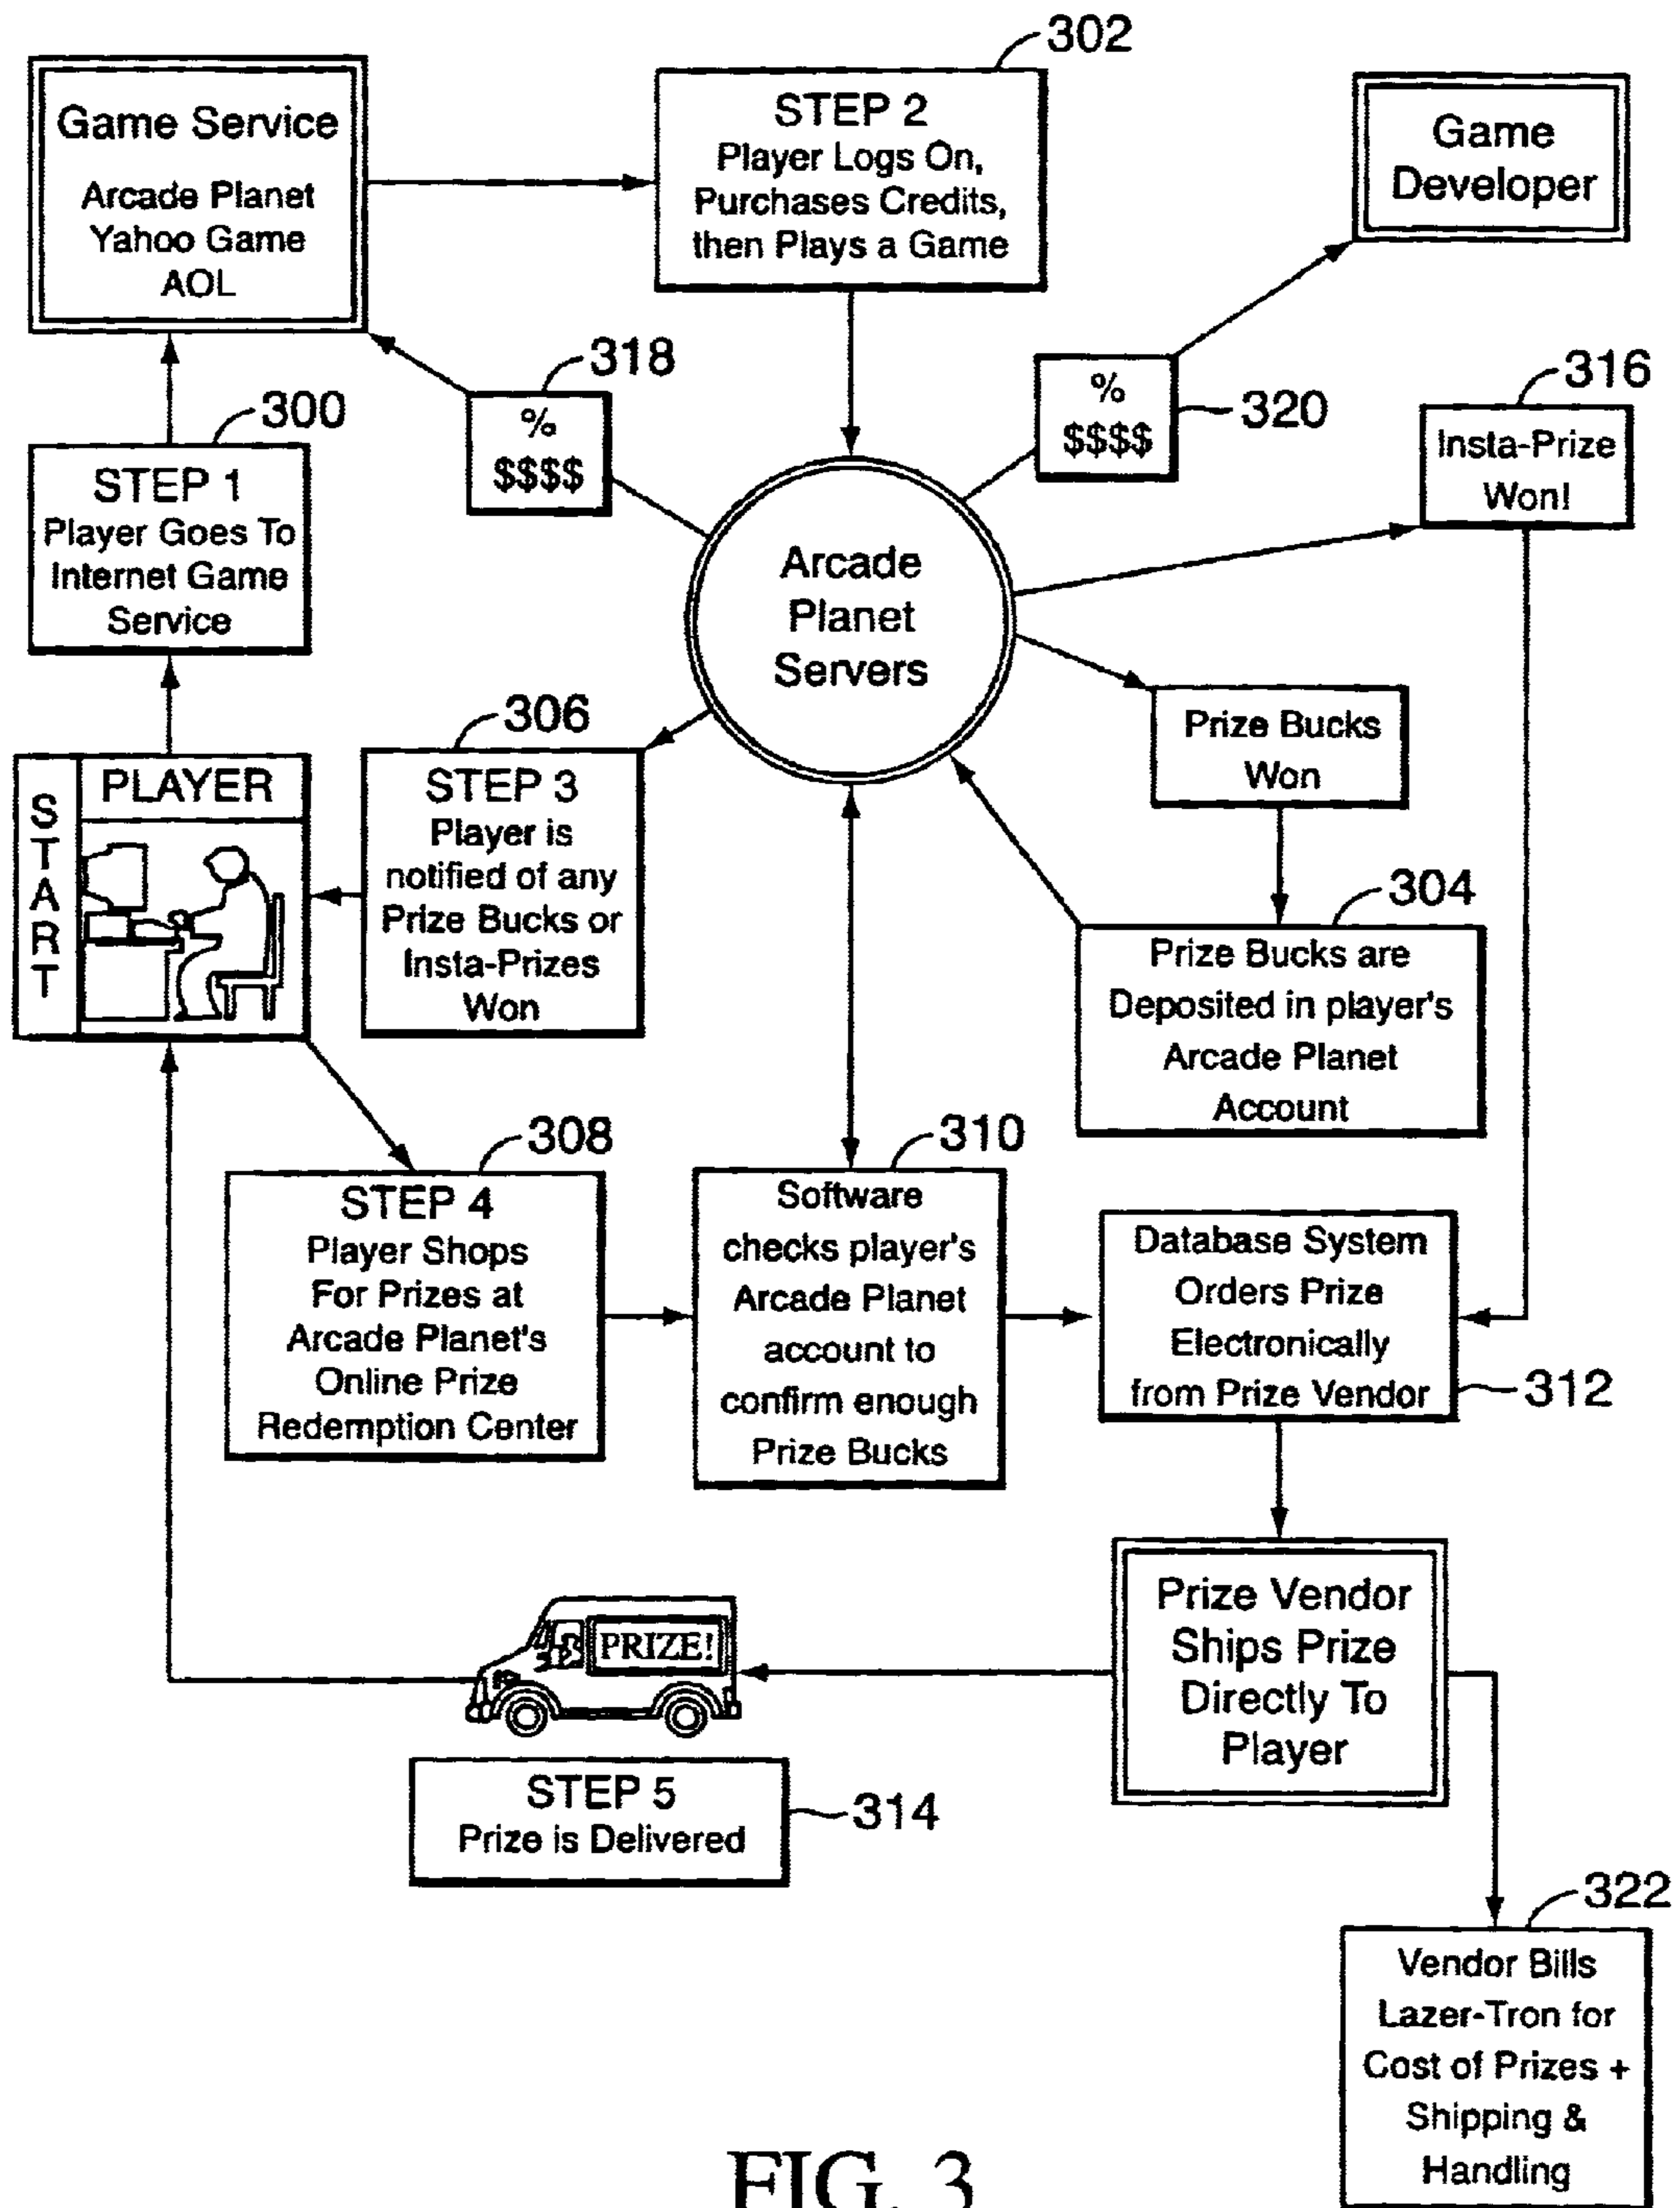 302
Game Service
Arcade Planet
Yahoo Game
AOL
STEP 2
Player Logs On,
Purchases Credits,
then Plays a Game
Game
Developer
318
%
$$$$
%
$$$$
320
316
Insta-Prize
Won!
300
STEP 1
Player Goes To
Internet Game
Service
Arcade
Planet
Servers
306
STEP 3
Player is
notified of any
Prize Bucks or
Insta-Prizes
Won
Prize Bucks
Won
START
PLAYER
304
Prize Bucks are
Deposited in player's
Arcade Planet
Account
308
STEP 4
Player Shops
For Prizes at
Arcade Planet's
Online Prize
Redemption Center
310
Software
checks player's
Arcade Planet
account to
confirm enough
Prize Bucks
Database System
Orders Prize
Electronically
from Prize Vendor
312
PRIZE!
Prize Vendor
Ships Prize
Directly To
Player
STEP 5
Prize is Delivered
314
322
Vendor Bills
Lazer-Tron for
Cost of Prizes +
Shipping &
Handling
FIG. 3